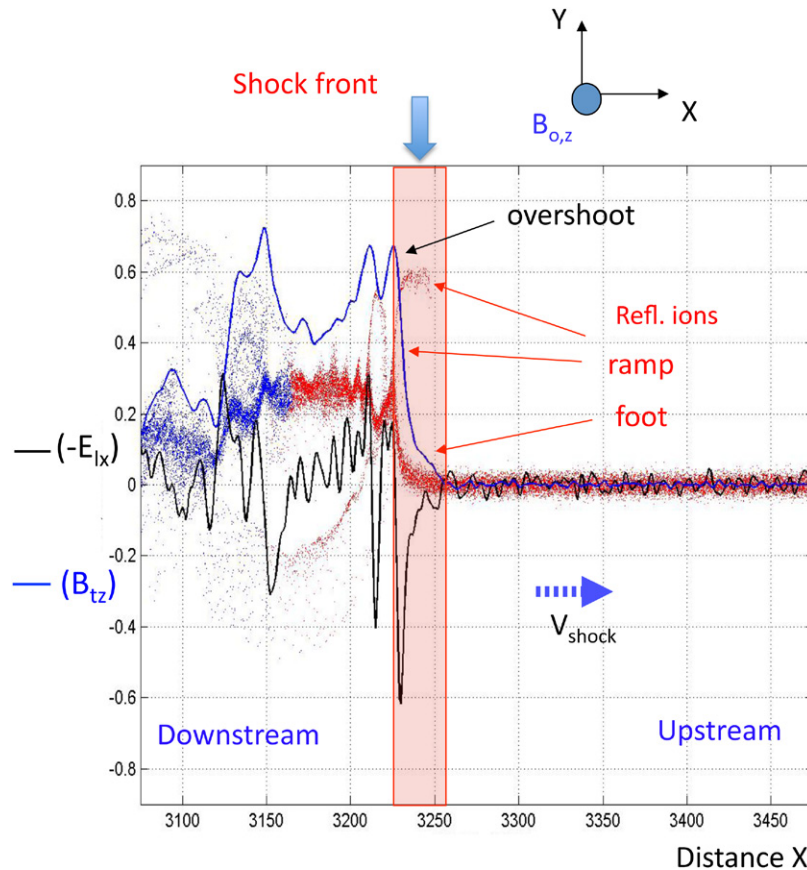 Y
X
B₀,z
Shock front
overshoot
Refl. ions
ramp
foot
(-Eₗₓ)
(Btz)
Vshock
Downstream
Upstream
0.8
0.6
0.4
0.2
0
-0.2
-0.4
-0.6
-0.8
3100
3150
3200
3250
3300
3350
3400
3450
Distance X